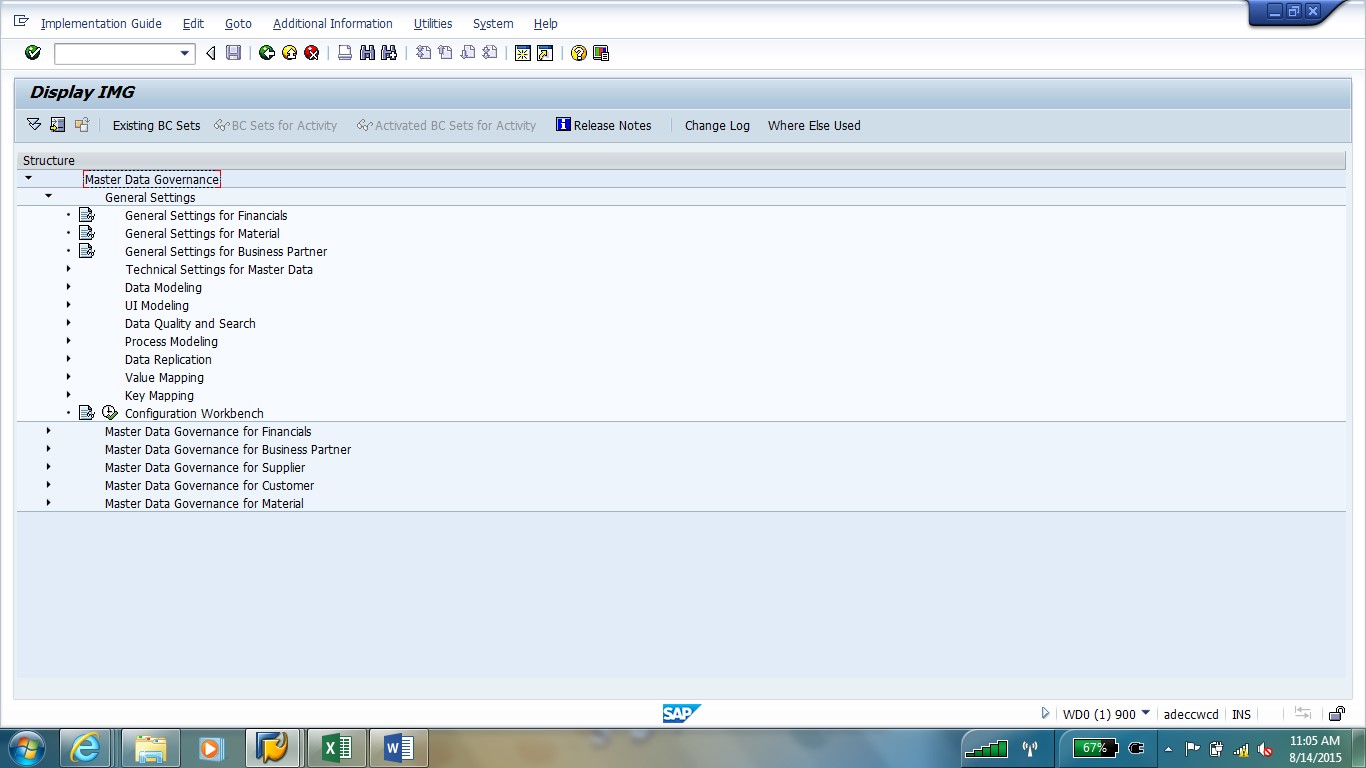 Implementation Guide Edit Goto Additional Information Utilities System Help
Display IMG
Existing BC Sets BC Sets for Activity Activated BC Sets for Activity Release Notes Change Log Where Else Used
Structure
Master Data Governance
General Settings
General Settings for Financials
General Settings for Material
General Settings for Business Partner
Technical Settings for Master Data
Data Modeling
UI Modeling
Data Quality and Search
Process Modeling
Data Replication
Value Mapping
Key Mapping
Configuration Workbench
Master Data Governance for Financials
Master Data Governance for Business Partner
Master Data Governance for Supplier
Master Data Governance for Customer
Master Data Governance for Material
SAP WD0 (1) 900 adeccwcd INS
67% 11:05 AM
8/14/2015